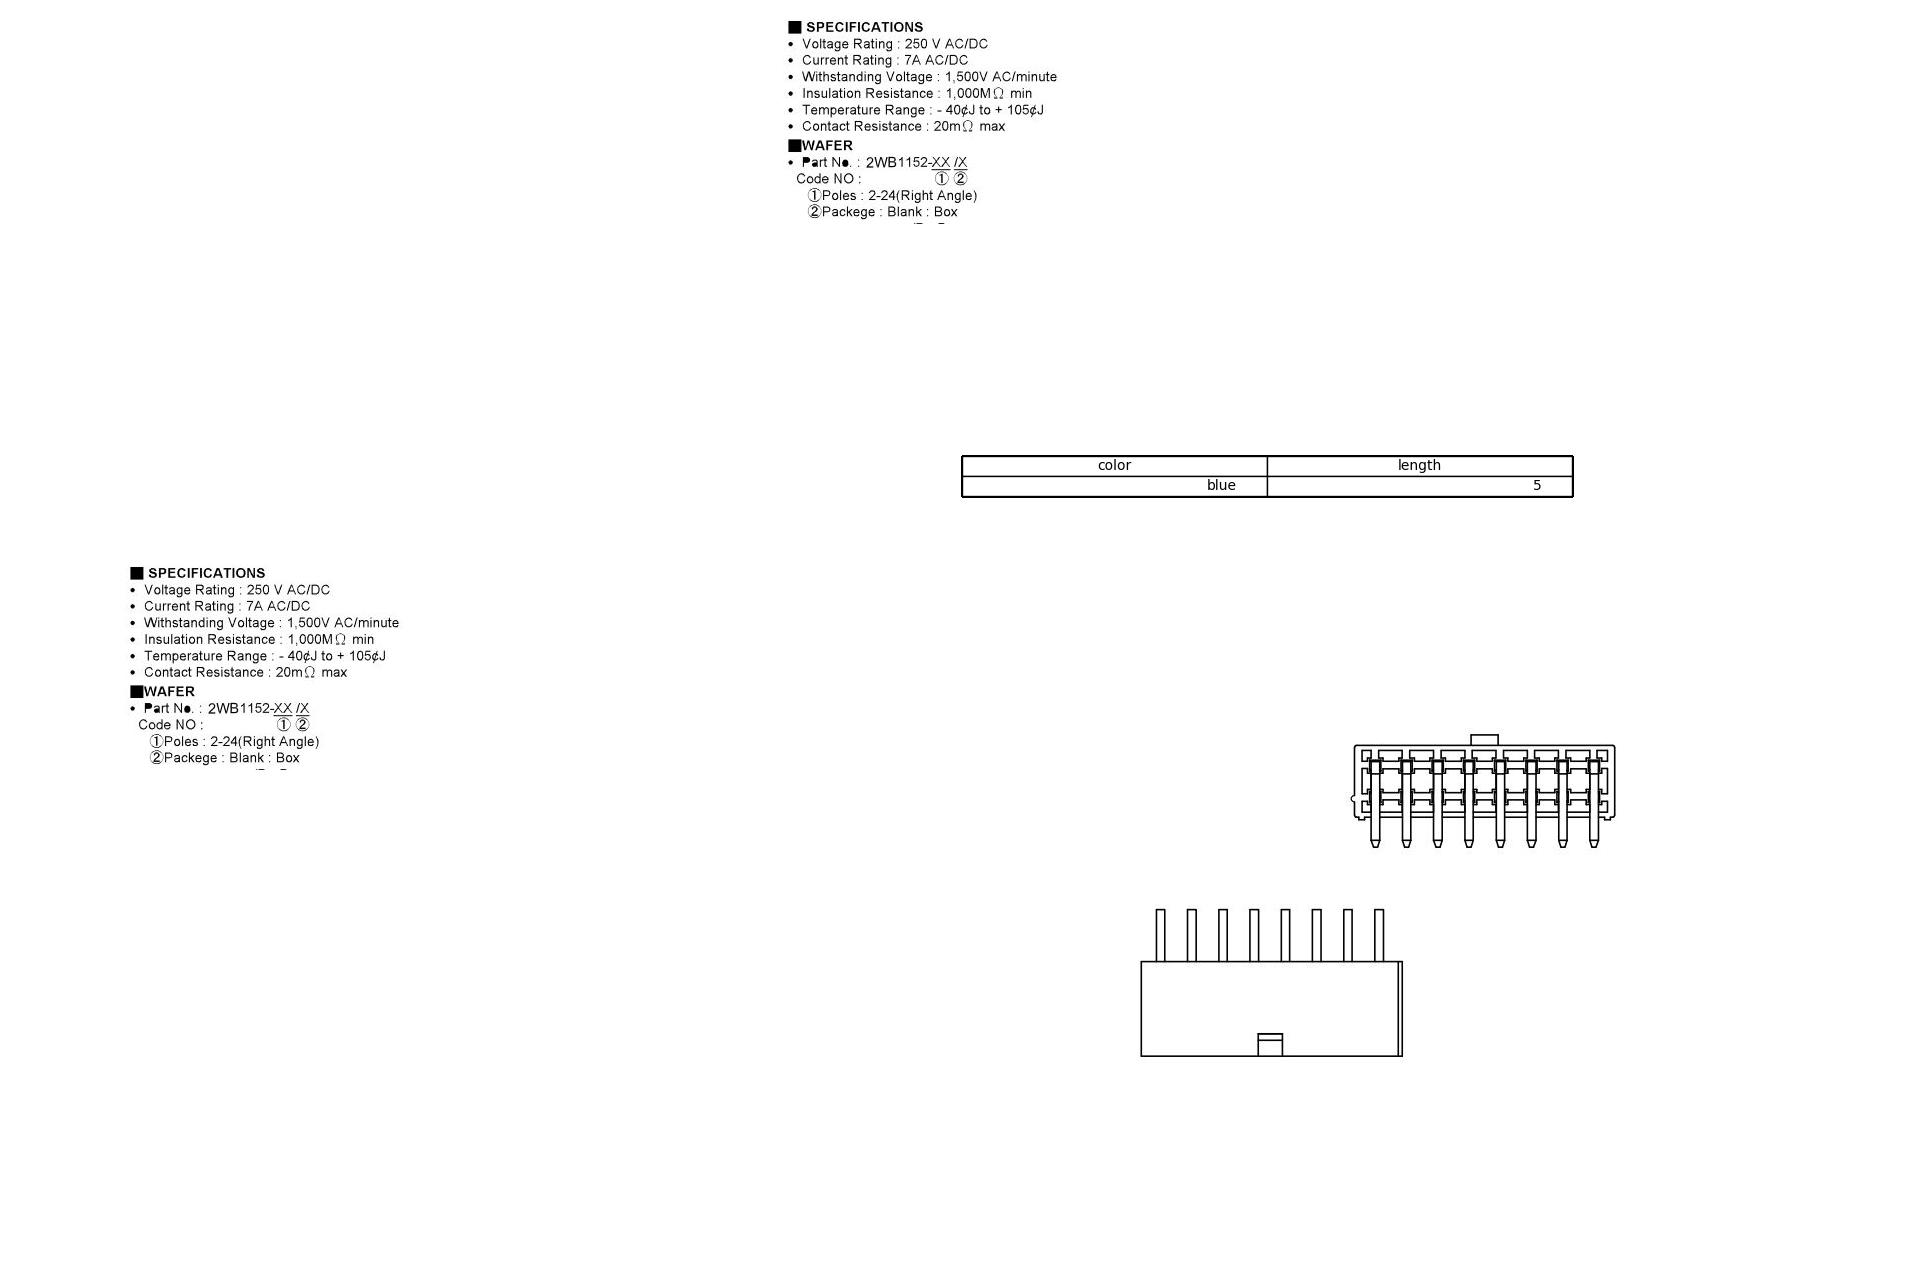 ■ SPECIFICATIONS
• Voltage Rating : 250 V AC/DC
• Current Rating : 7A AC/DC
• Withstanding Voltage : 1,500V AC/minute
• Insulation Resistance : 1,000MΩ min
• Temperature Range : - 40¢J to + 105¢J
• Contact Resistance : 20mΩ max
■WAFER
• Part No. : 2WB1152-XX /X
Code NO : ① ②
①Poles : 2-24(Right Angle)
②Packege : Blank : Box
color length
blue 5
■ SPECIFICATIONS
• Voltage Rating : 250 V AC/DC
• Current Rating : 7A AC/DC
• Withstanding Voltage : 1,500V AC/minute
• Insulation Resistance : 1,000MΩ min
• Temperature Range : - 40¢J to + 105¢J
• Contact Resistance : 20mΩ max
■WAFER
• Part No. : 2WB1152-XX /X
Code NO : ① ②
①Poles : 2-24(Right Angle)
②Packege : Blank : Box